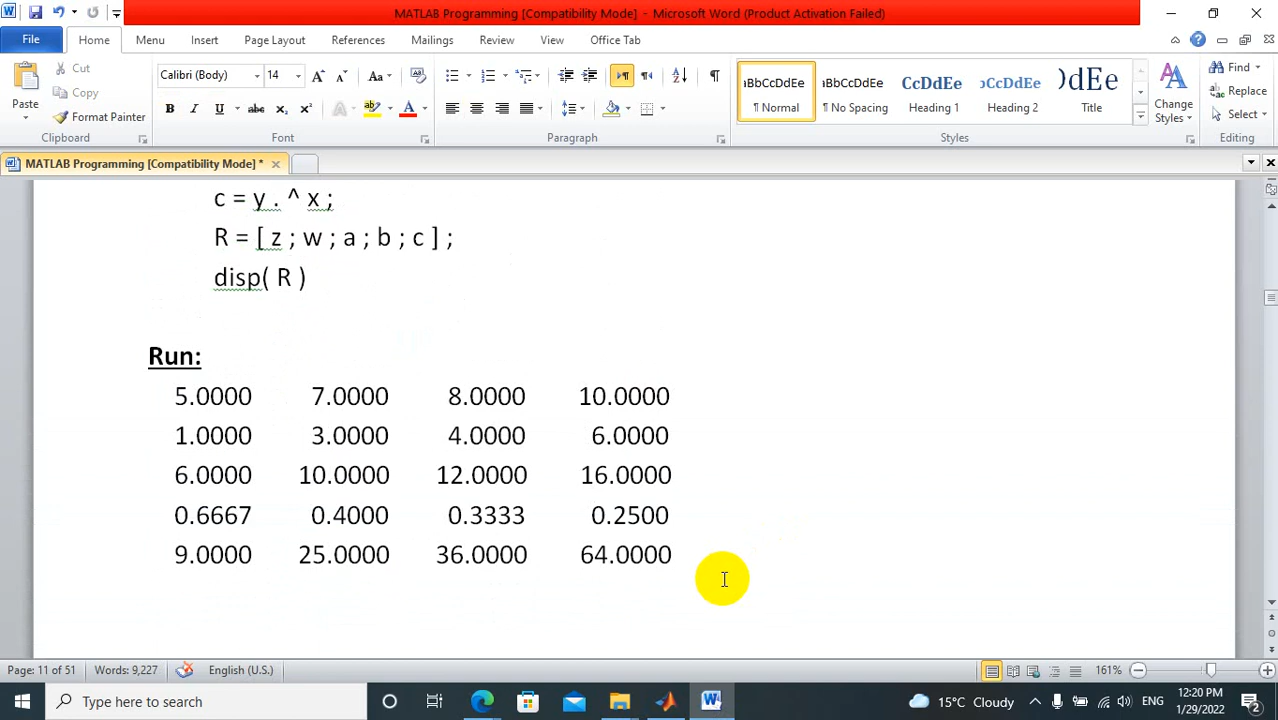 MATLAB Programming [Compatibility Mode] - Microsoft Word (Product Activation Failed)
File Home Menu Insert Page Layout References Mailings Review View Office Tab
Paste
Cut
Copy
Format Painter
Clipboard
Calibri (Body) 14
Font
Paragraph
AaBbCcDdEe
¶ Normal
AaBbCcDdEe
¶ No Spacing
CcDdEe
Heading 1
CcDdEe
Heading 2
DdEe
Title
Styles
Change Styles
Find
Replace
Select
Editing
MATLAB Programming [Compatibility Mode] *
c = y . ^ x ;
R = [ z ; w ; a ; b ; c ] ;
disp( R )
Run:
5.0000 7.0000 8.0000 10.0000
1.0000 3.0000 4.0000 6.0000
6.0000 10.0000 12.0000 16.0000
0.6667 0.4000 0.3333 0.2500
9.0000 25.0000 36.0000 64.0000
Page: 11 of 51 Words: 9,227 English (U.S.) 161%
Type here to search 15°C Cloudy ENG 12:20 PM
1/29/2022